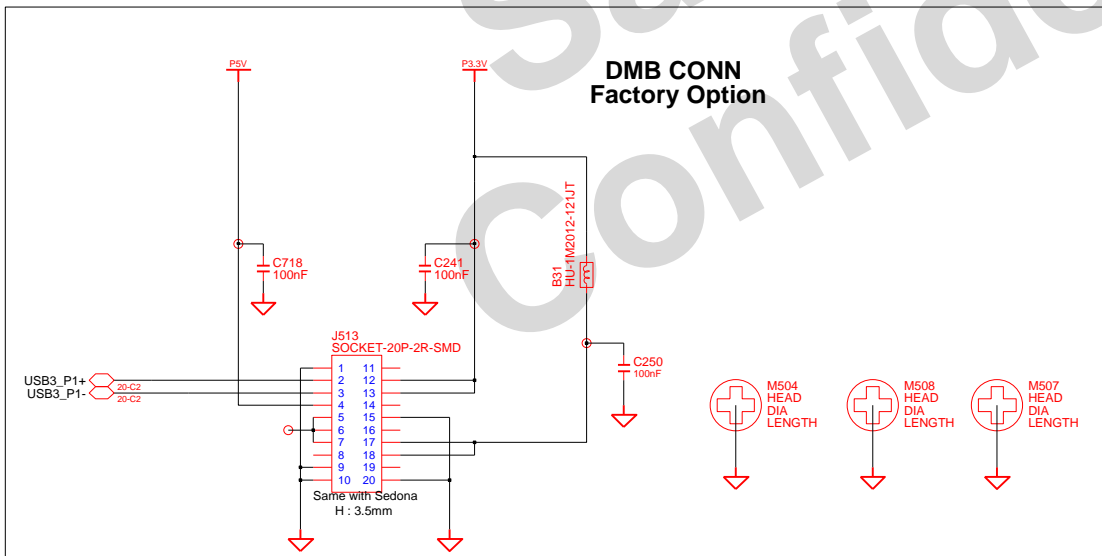 Sa
Confide
P5V
P3.3V
DMB CONN
Factory Option
C718
100nF
C241
100nF
B31
HU-1M2012-121JT
J513
SOCKET-20P-2R-SMD
C250
100nF
USB3_P1+
20-C2
USB3_P1-
20-C2
1 11
2 12
3 13
4 14
5 15
6 16
7 17
8 18
9 19
10 20
Same with Sedona
H : 3.5mm
M504
HEAD
DIA
LENGTH
M508
HEAD
DIA
LENGTH
M507
HEAD
DIA
LENGTH